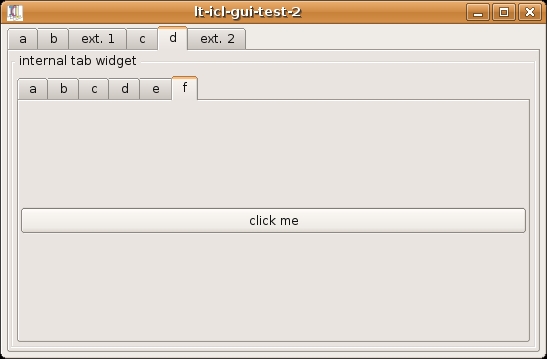 lt-icl-gui-test-2
a b ext. 1 c d ext. 2
internal tab widget
a b c d e f
click me